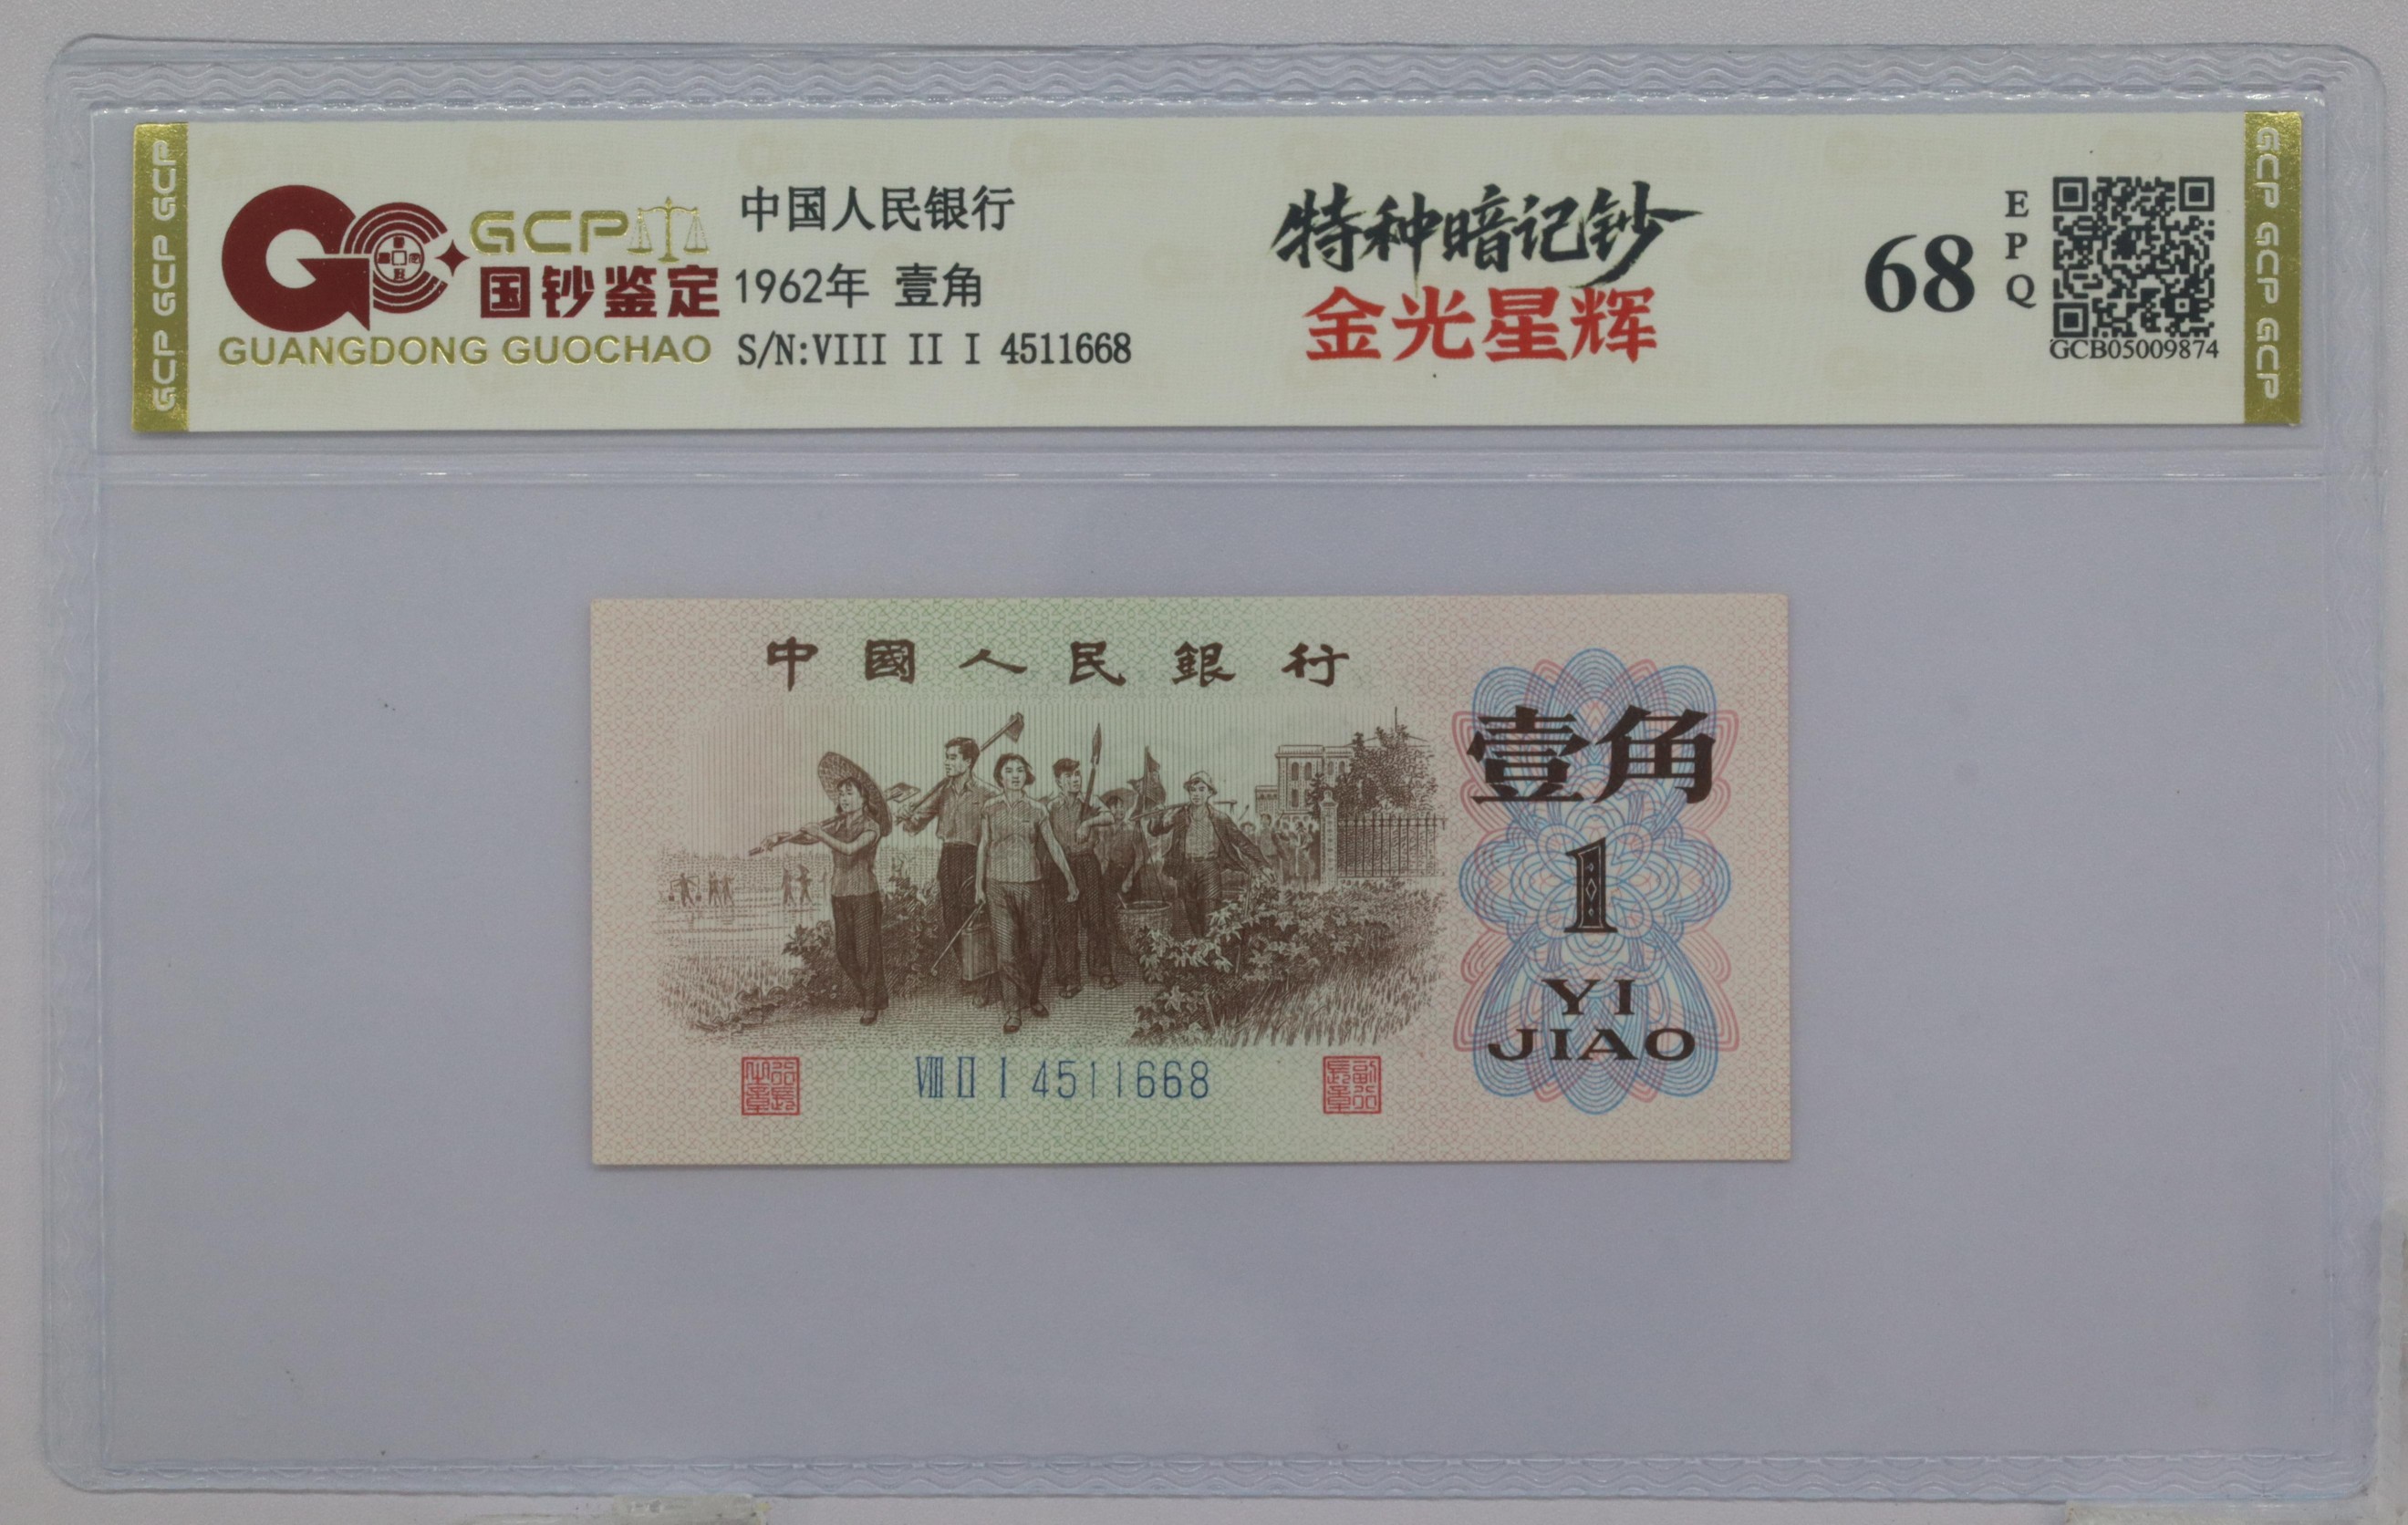 GCP GCP GCP
GCP
国钞鉴定
GUANGDONG GUOCHAO
中国人民银行
1962年 壹角
S/N:VIII II I 4511668
特种暗记钞
金光星辉
68
EPQ
GCB05009874
GCP GCP GCP
中國人民銀行
壹角
1
YI
JIAO
VIII II I 4511668